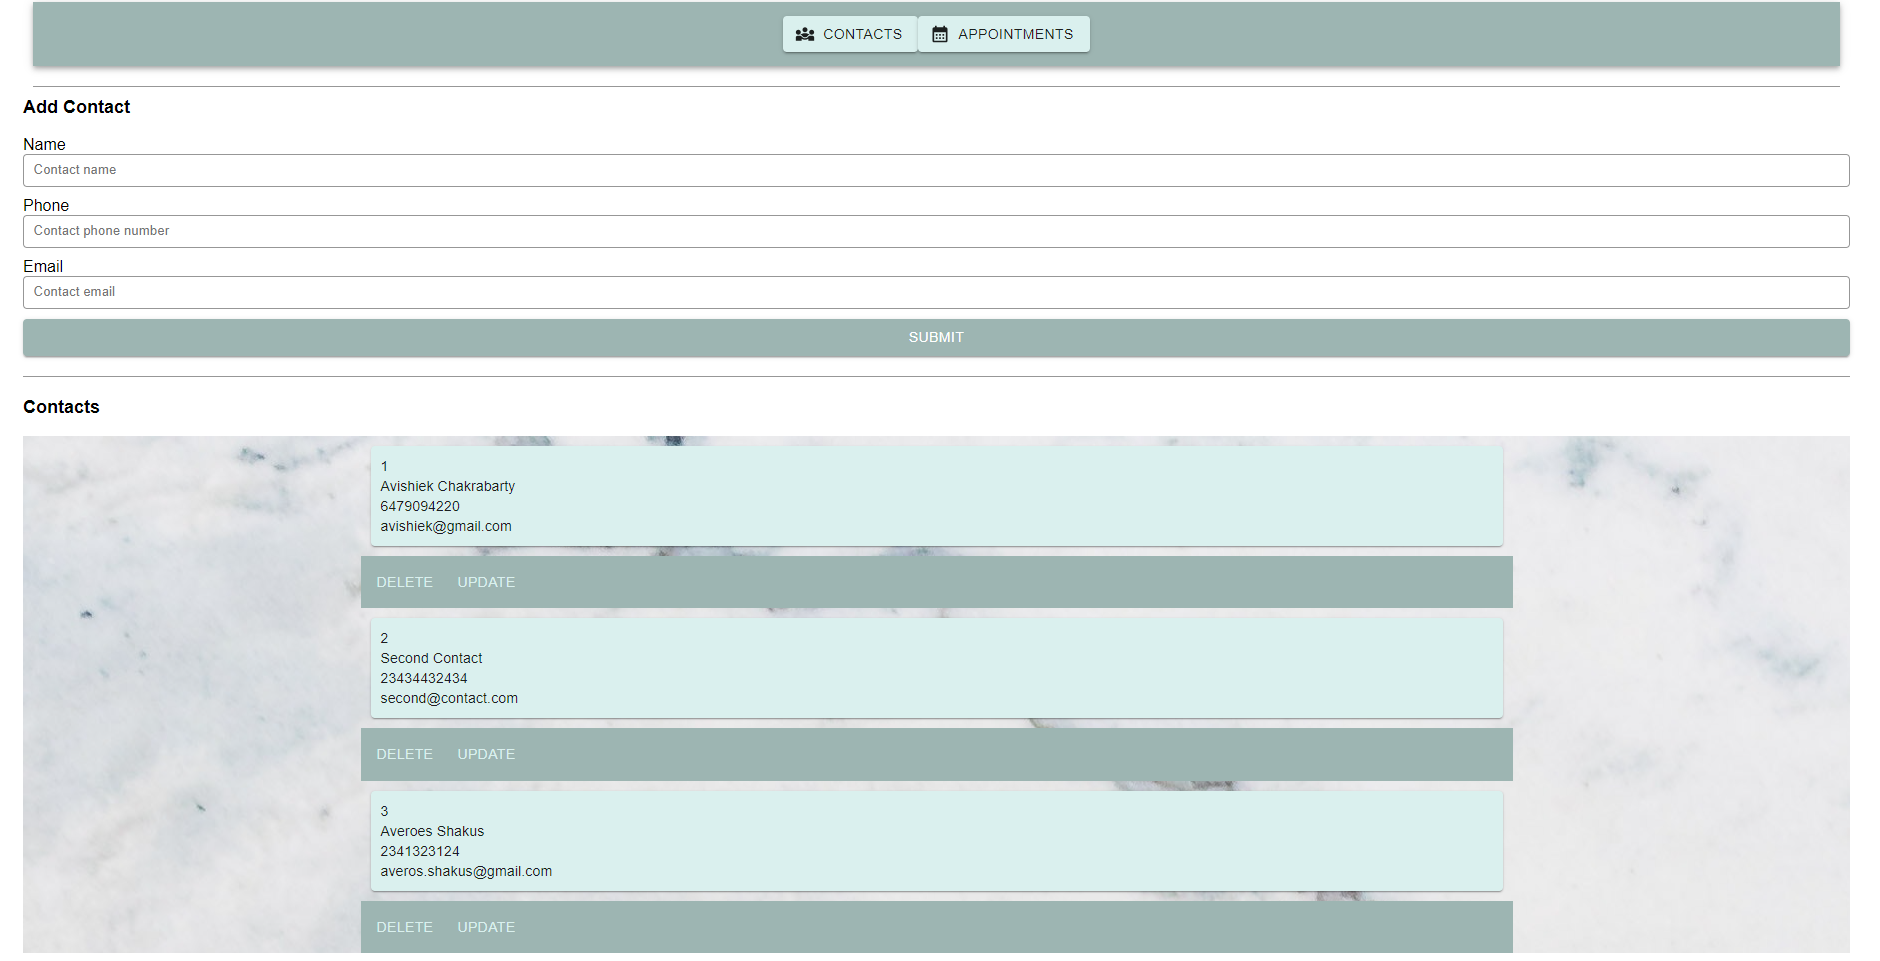 CONTACTS APPOINTMENTS
Add Contact
Name
Contact name
Phone
Contact phone number
Email
Contact email
SUBMIT
Contacts
1
Avishiek Chakrabarty
6479094220
avishiek@gmail.com
DELETE UPDATE
2
Second Contact
23434432434
second@contact.com
DELETE UPDATE
3
Averoes Shakus
2341323124
averos.shakus@gmail.com
DELETE UPDATE